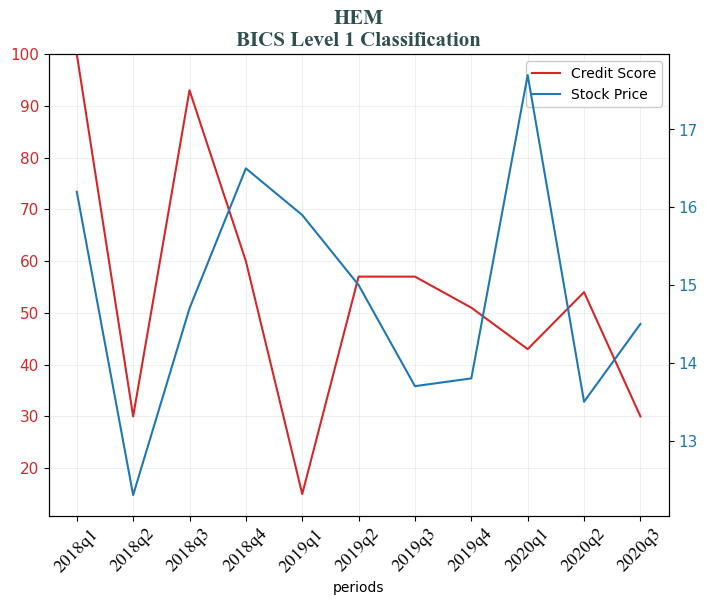 HEM
BICS Level 1 Classification
Credit Score
Stock Price
100
90
80
70
60
50
40
30
20
17
16
15
14
13
2018q1
2018q2
2018q3
2018q4
2019q1
2019q2
2019q3
2019q4
2020q1
2020q2
2020q3
periods